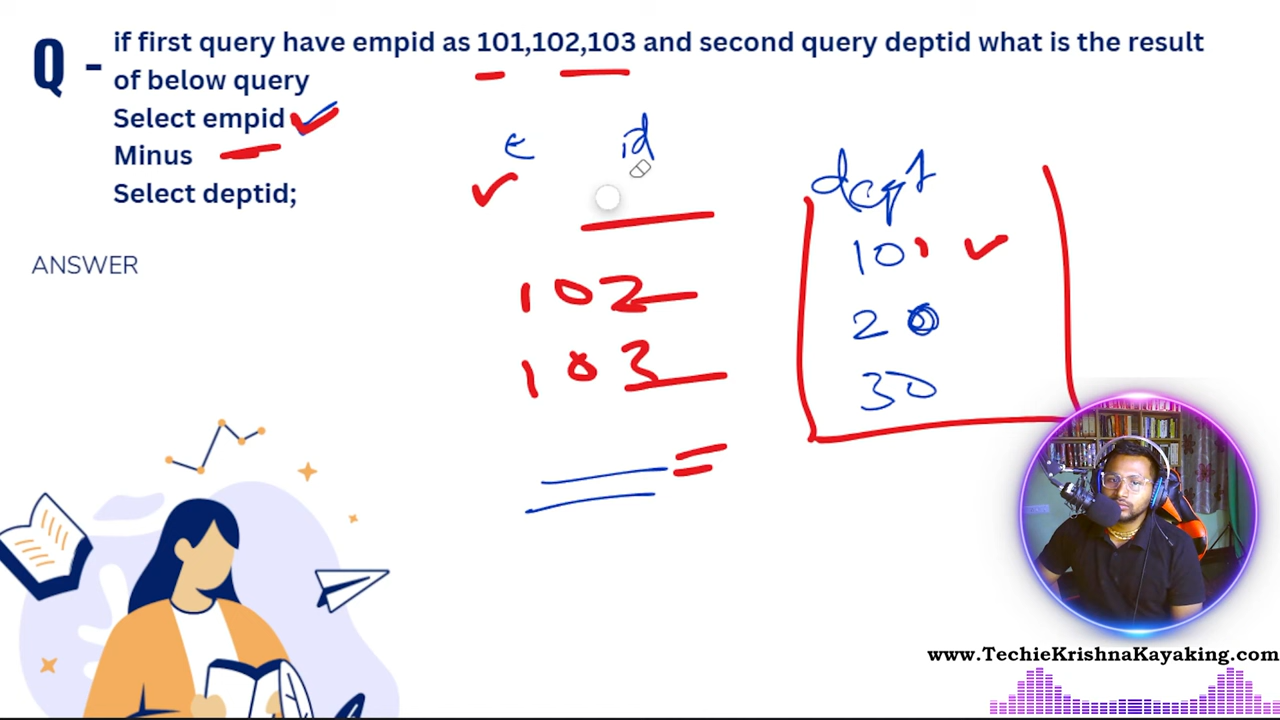 Q - if first query have empid as 101,102,103 and second query deptid what is the result
of below query
Select empid
Minus
Select deptid;
ANSWER
e id
dept
101
102
20
103
30
www.TechieKrishnaKayaking.com